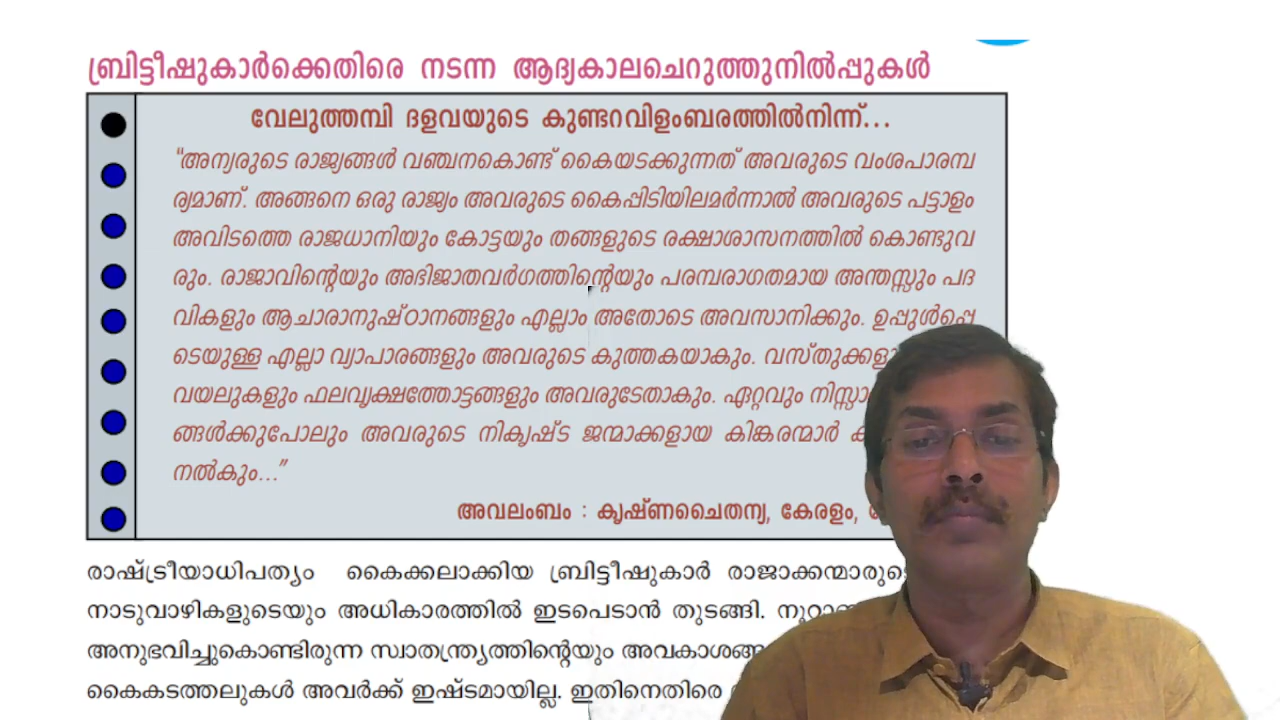 ബ്രിട്ടീഷുകാർക്കെതിരെ നടന്ന ആദ്യകാലചെറുത്തുനിൽപ്പുകൾ
വേലുത്തമ്പി ദളവയുടെ കുണ്ടറവിളംബരത്തിൽനിന്ന്...
"അന്യരുടെ രാജ്യങ്ങൾ വഞ്ചനകൊണ്ട് കൈയടക്കുന്നത് അവരുടെ വംശപാരമ്പ
ര്യമാണ്. അങ്ങനെ ഒരു രാജ്യം അവരുടെ കൈപ്പിടിയിലമർന്നാൽ അവരുടെ പട്ടാളം
അവിടത്തെ രാജധാനിയും കോട്ടയും തങ്ങളുടെ രക്ഷാശാസനത്തിൽ കൊണ്ടുവ
രും. രാജാവിന്റെയും അഭിജാതവർഗത്തിന്റെയും പരമ്പരാഗതമായ അന്തസ്സും പദ
വികളും ആചാരാനുഷ്ഠാനങ്ങളും എല്ലാം അതോടെ അവസാനിക്കും. ഉപ്പുൾപ്പെ
ടെയുള്ള എല്ലാ വ്യാപാരങ്ങളും അവരുടെ കുത്തകയാകും.
വയലുകളും ഫലവൃക്ഷത്തോട്ടങ്ങളും അവരുടേതാകും. ഏറ്റവും
ങ്ങൾക്കുപോലും അവരുടെ നികൃഷ്ട ജന്മാക്കളായ കിങ്കരന്മാർ
നൽകും..."
അവലംബം : കൃഷ്ണചൈതന്യ, കേരളം,
രാഷ്ട്രീയാധിപത്യം കൈക്കലാക്കിയ ബ്രിട്ടീഷുകാർ
നാടുവാഴികളുടെയും അധികാരത്തിൽ ഇടപെടാൻ തുടങ്ങി.
അനുഭവിച്ചുകൊണ്ടിരുന്ന സ്വാതന്ത്ര്യത്തിന്റെയും
കൈകടത്തലുകൾ അവർക്ക് ഇഷ്ടമായില്ല. ഇതിനെതിരെ